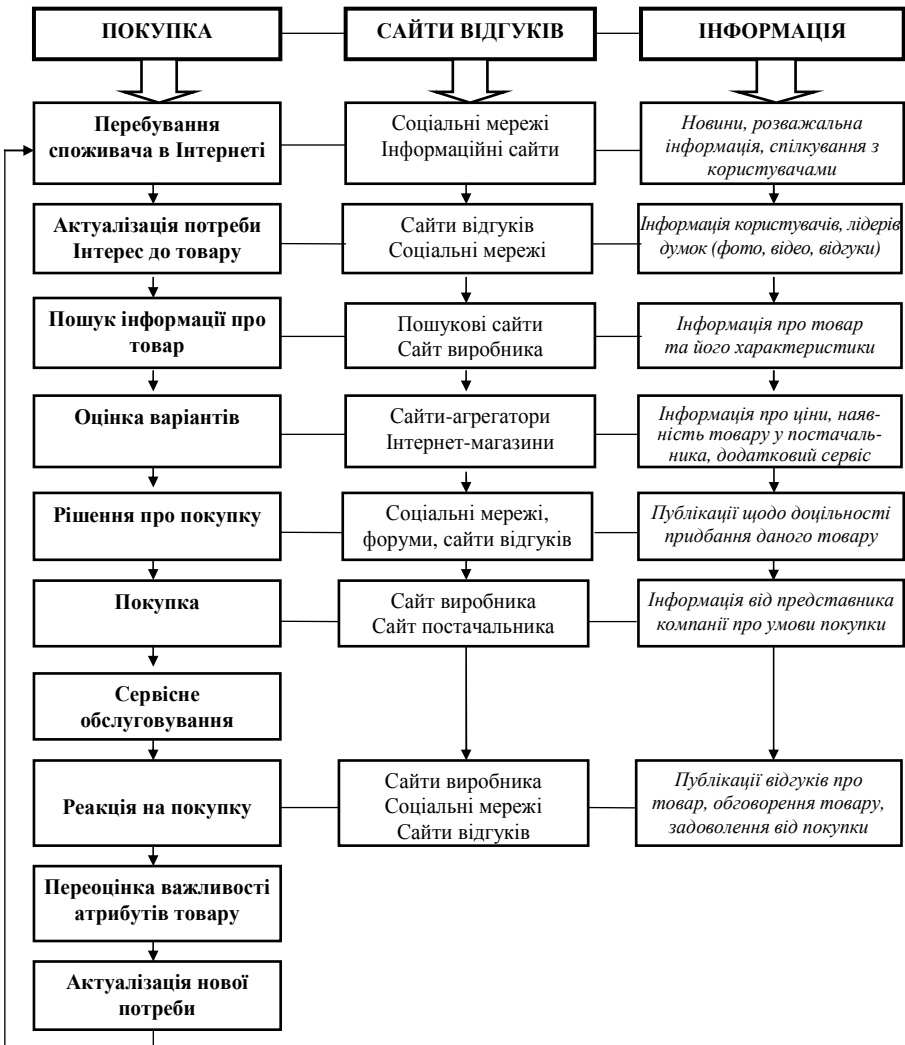 ПОКУПКА
САЙТИ ВІДГУКІВ
ІНФОРМАЦІЯ
Перебування
споживача в Інтернеті
Соціальні мережі
Інформаційні сайти
Новини, розважальна
інформація, спілкування з
користувачами
Актуалізація потреби
Інтерес до товару
Сайти відгуків
Соціальні мережі
Інформація користувачів, лідерів
думок (фото, відео, відгуки)
Пошук інформації про
товар
Пошукові сайти
Сайт виробника
Інформація про товар
та його характеристики
Оцінка варіантів
Сайти-агрегатори
Інтернет-магазини
Інформація про ціни, наяв-
ність товару у постачаль-
ника, додатковий сервіс
Рішення про покупку
Соціальні мережі,
форуми, сайти відгуків
Публікації щодо доцільності
придбання даного товару
Покупка
Сайт виробника
Сайт постачальника
Інформація від представника
компанії про умови покупки
Сервісне
обслуговування
Реакція на покупку
Сайти виробника
Соціальні мережі
Сайти відгуків
Публікації відгуків про
товар, обговорення товару,
задоволення від покупки
Переоцінка важливості
атрибутів товару
Актуалізація нової
потреби